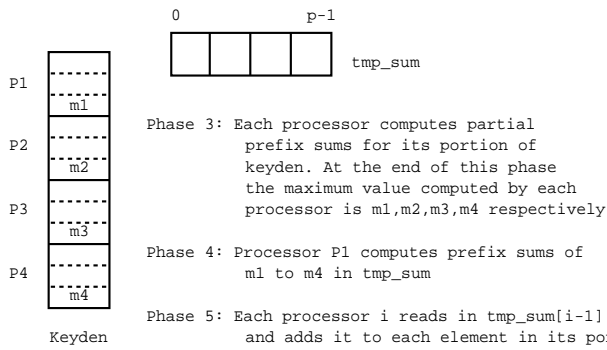 0 p-1
tmp_sum
P1
m1
P2
m2
P3
m3
P4
m4
Keyden
Phase 3: Each processor computes partial
prefix sums for its portion of
keyden. At the end of this phase
the maximum value computed by each
processor is m1,m2,m3,m4 respectively
Phase 4: Processor P1 computes prefix sums of
m1 to m4 in tmp_sum
Phase 5: Each processor i reads in tmp_sum[i-1]
and adds it to each element in its